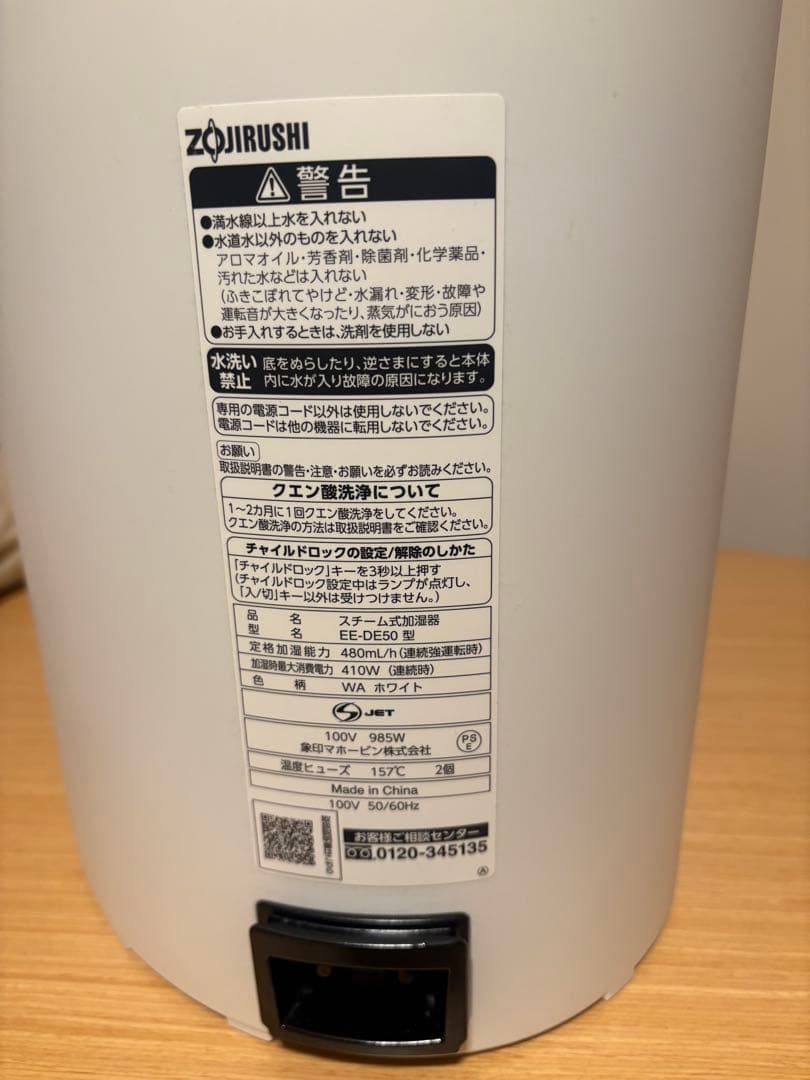 ZOJIRUSHI
警告
●満水線以上水を入れない
●水道水以外のものを入れない
アロマオイル・芳香剤・除菌剤・化学薬品・
汚れた水などは入れない
(ふきこぼれてやけど・水漏れ・変形・故障や
運転音が大きくなったり、蒸気がにおう原因)
●お手入れするときは、洗剤を使用しない
水洗い禁止 底をぬらしたり、逆さまにすると本体
内に水が入り故障の原因になります。
専用の電源コード以外は使用しないでください。
電源コードは他の機器に転用しないでください。
お願い
取扱説明書の警告・注意・お願いを必ずお読みください。
クエン酸洗浄について
1～2カ月に1回クエン酸洗浄をしてください。
クエン酸洗浄の方法は取扱説明書をご確認ください。
チャイルドロックの設定/解除のしかた
「チャイルドロック」キーを3秒以上押す
(チャイルドロック設定中はランプが点灯し、
「入/切」キー以外は受けつけません。)
品名 スチーム式加湿器
型名 EE-DE50 型
定格加湿能力 480mL/h(連続強運転時)
加湿時最大消費電力 410W (連続時)
色柄 WA ホワイト
JET
100V 985W
象印マホービン株式会社
PS
E
温度ヒューズ 157℃ 2個
Made in China
100V 50/60Hz
取扱説明書はこちら
お客様ご相談センター
0120-345135
A